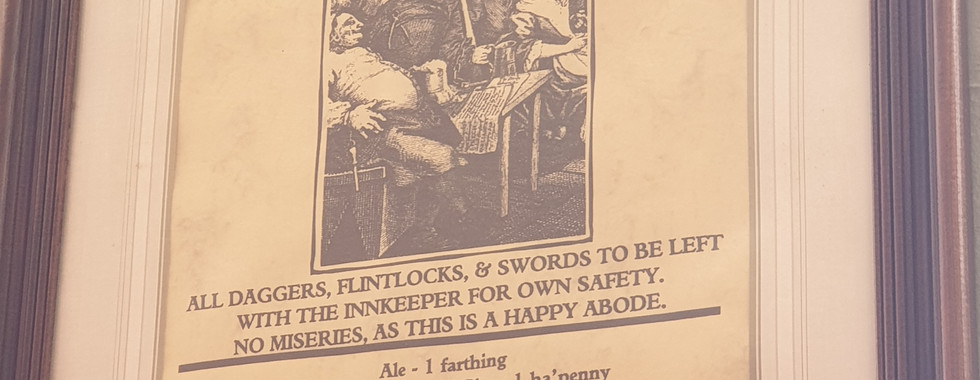 ALL DAGGERS, FLINTLOCKS, & SWORDS TO BE LEFT
WITH THE INNKEEPER FOR OWN SAFETY.
NO MISERIES, AS THIS IS A HAPPY ABODE.
Ale - 1 farthing
1 ha'penny